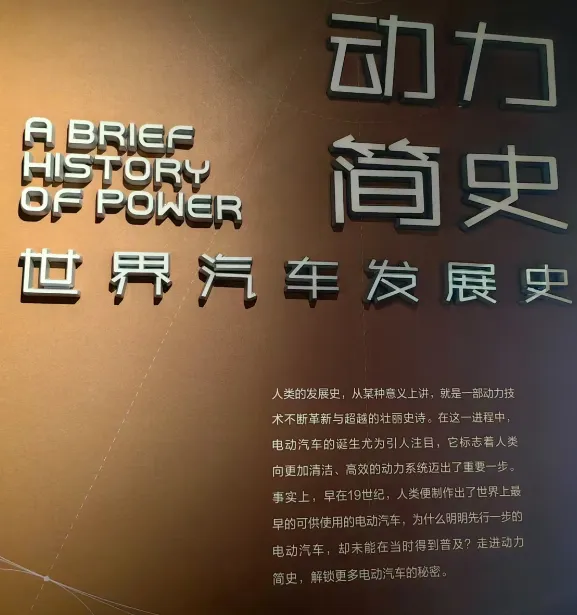 动力
简史
A BRIEF
HISTORY
OF POWER
世界汽车发展史
人类的发展史，从某种意义上讲，就是一部动力技
术不断革新与超越的壮丽史诗。在这一进程中，
电动汽车的诞生尤为引人注目，它标志着人类
向更加清洁、高效的动力系统迈出了重要一步。
事实上，早在19世纪，人类便制作出了世界上最
早的可供使用的电动汽车，为什么明明先行一步的
电动汽车，却未能在当时得到普及？走进动力
简史，解锁更多电动汽车的秘密。